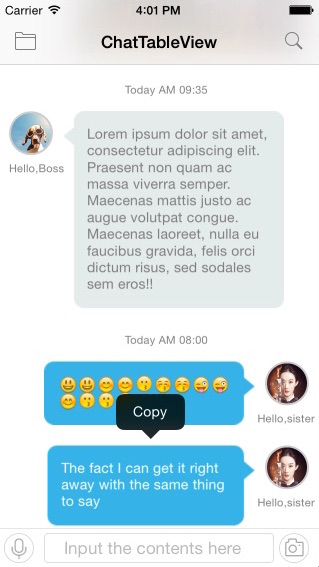 Carrier 4:01 PM
ChatTableView
Today AM 09:35
Lorem ipsum dolor sit amet,
consectetur adipiscing elit.
Praesent non quam ac
massa viverra semper.
Maecenas mattis justo ac
augue volutpat congue.
Maecenas laoreet, nulla eu
faucibus gravida, felis orci
dictum risus, sed sodales
sem eros!!
Hello,Boss
Today AM 08:00
😃😃😊😊😗😚😚😜😜
😊😗😗
Hello,sister
Copy
The fact I can get it right
away with the same thing
to say
Hello,sister
Input the contents here